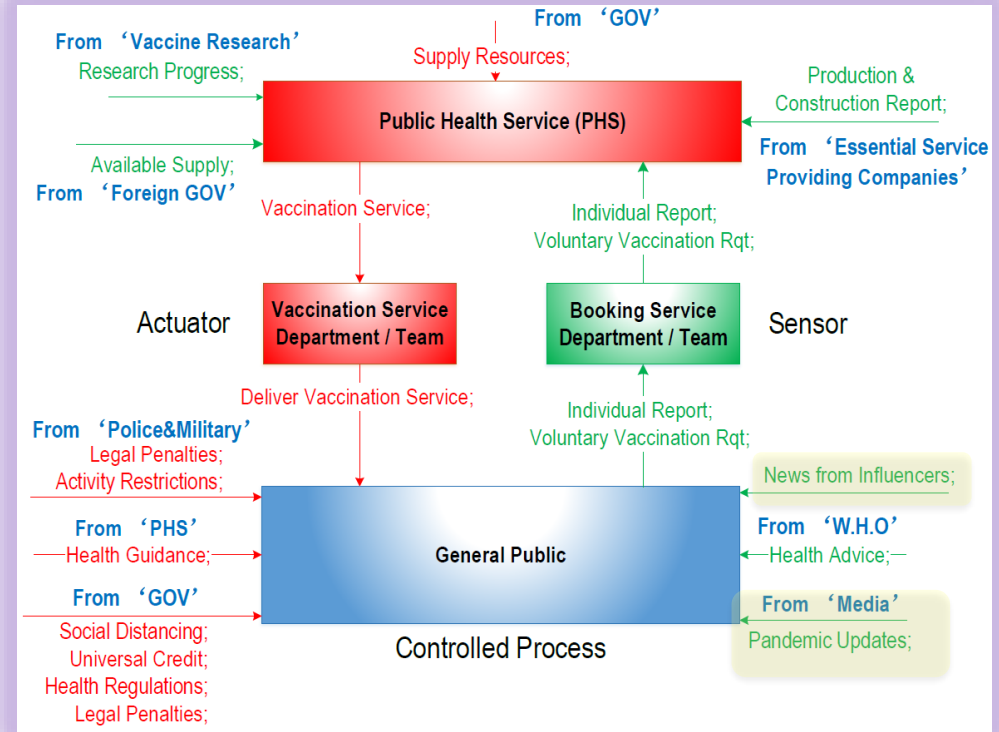 From ‘GOV’
Supply Resources;
From ‘Vaccine Research’
Research Progress;
Available Supply;
From ‘Foreign GOV’
Public Health Service (PHS)
Production &
Construction Report;
From ‘Essential Service
Providing Companies’
Vaccination Service;
Individual Report;
Voluntary Vaccination Rqt;
Actuator
Vaccination Service
Department / Team
Booking Service
Department / Team
Sensor
Deliver Vaccination Service;
Individual Report;
Voluntary Vaccination Rqt;
From ‘Police&Military’
Legal Penalties;
Activity Restrictions;
From ‘PHS’
Health Guidance;
From ‘GOV’
Social Distancing;
Universal Credit;
Health Regulations;
Legal Penalties;
General Public
Controlled Process
News from Influencers;
From ‘W.H.O’
Health Advice;
From ‘Media’
Pandemic Updates;